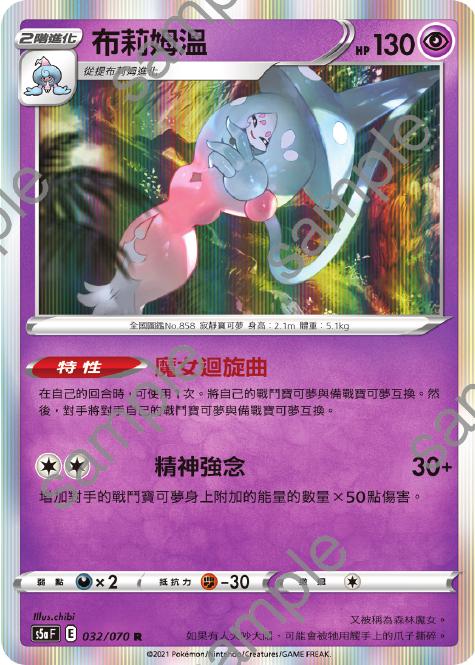 2階進化
布莉姆溫
HP 130
從提布莉姆進化
全國圖鑑No.858 寂靜寶可夢 身高：2.1m 體重：5.1kg
特性 魔女迴旋曲
在自己的回合時，可使用1次。將自己的戰鬥寶可夢與備戰寶可夢互換。然
後，對手將對手自己的戰鬥寶可夢與備戰寶可夢互換。
精神強念 30+
增加對手的戰鬥寶可夢身上附加的能量的數量×50點傷害。
弱點 ×2 抵抗力 -30 撤退
Illus.chibi
s5a F E 032/070 R
又被稱為森林魔女。
如果有人大吵大鬧，可能會被牠用觸手上的爪子撕碎。
©2021 Pokémon/Nintendo/Creatures/GAME FREAK.
sample
sample
sample
sample
sample
sample
sample